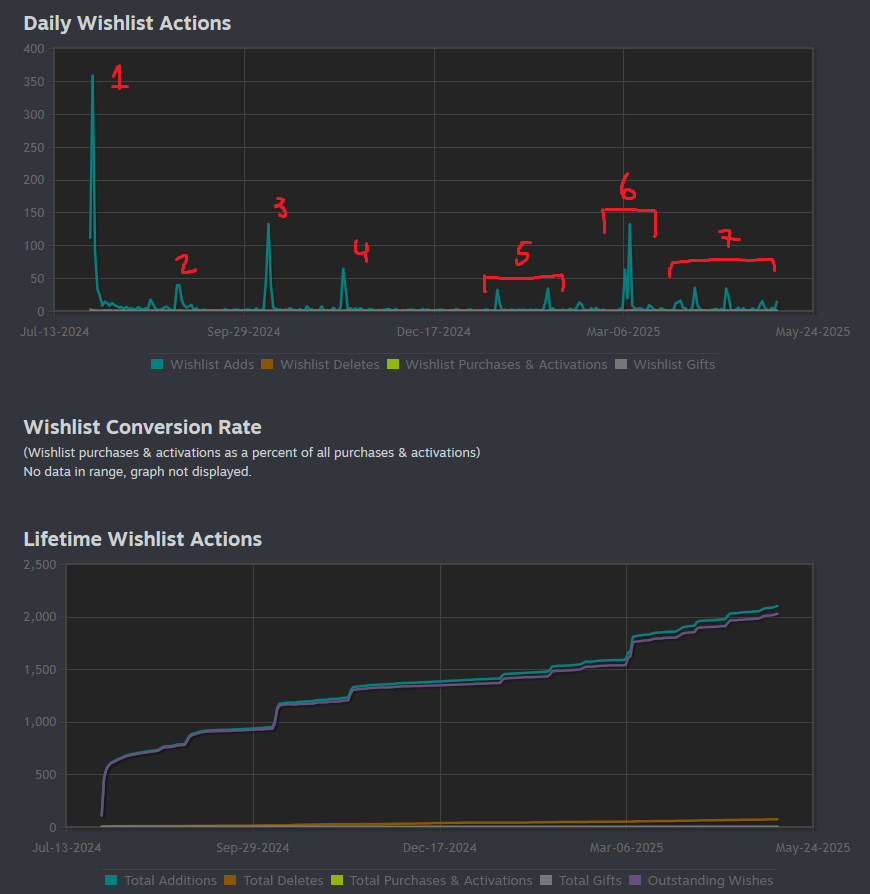 Daily Wishlist Actions
400
350
300
250
200
150
100
50
0
1
2
3
4
5
6
7
Jul-13-2024 Sep-29-2024 Dec-17-2024 Mar-06-2025 May-24-2025
Wishlist Adds Wishlist Deletes Wishlist Purchases & Activations Wishlist Gifts
Wishlist Conversion Rate
(Wishlist purchases & activations as a percent of all purchases & activations)
No data in range, graph not displayed.
Lifetime Wishlist Actions
2,500
2,000
1,500
1,000
500
0
Jul-13-2024 Sep-29-2024 Dec-17-2024 Mar-06-2025 May-24-2025
Total Additions Total Deletes Total Purchases & Activations Total Gifts Outstanding Wishes